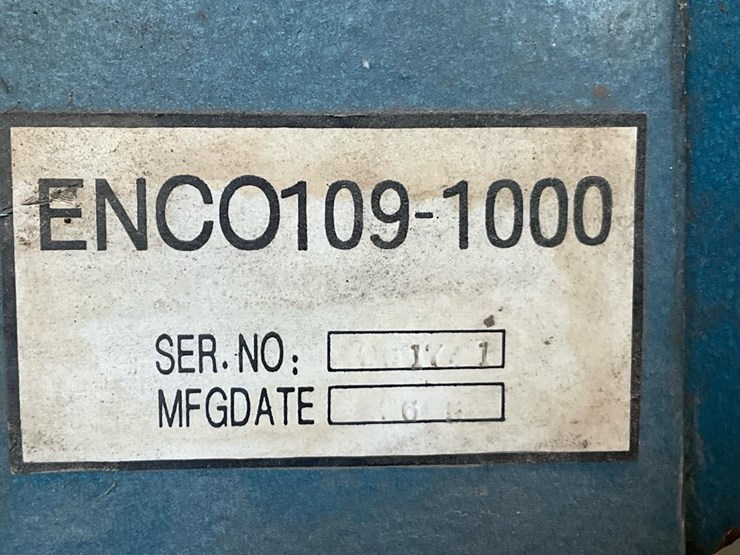 ENCO109-1000
SER. NO:
MFGDATE